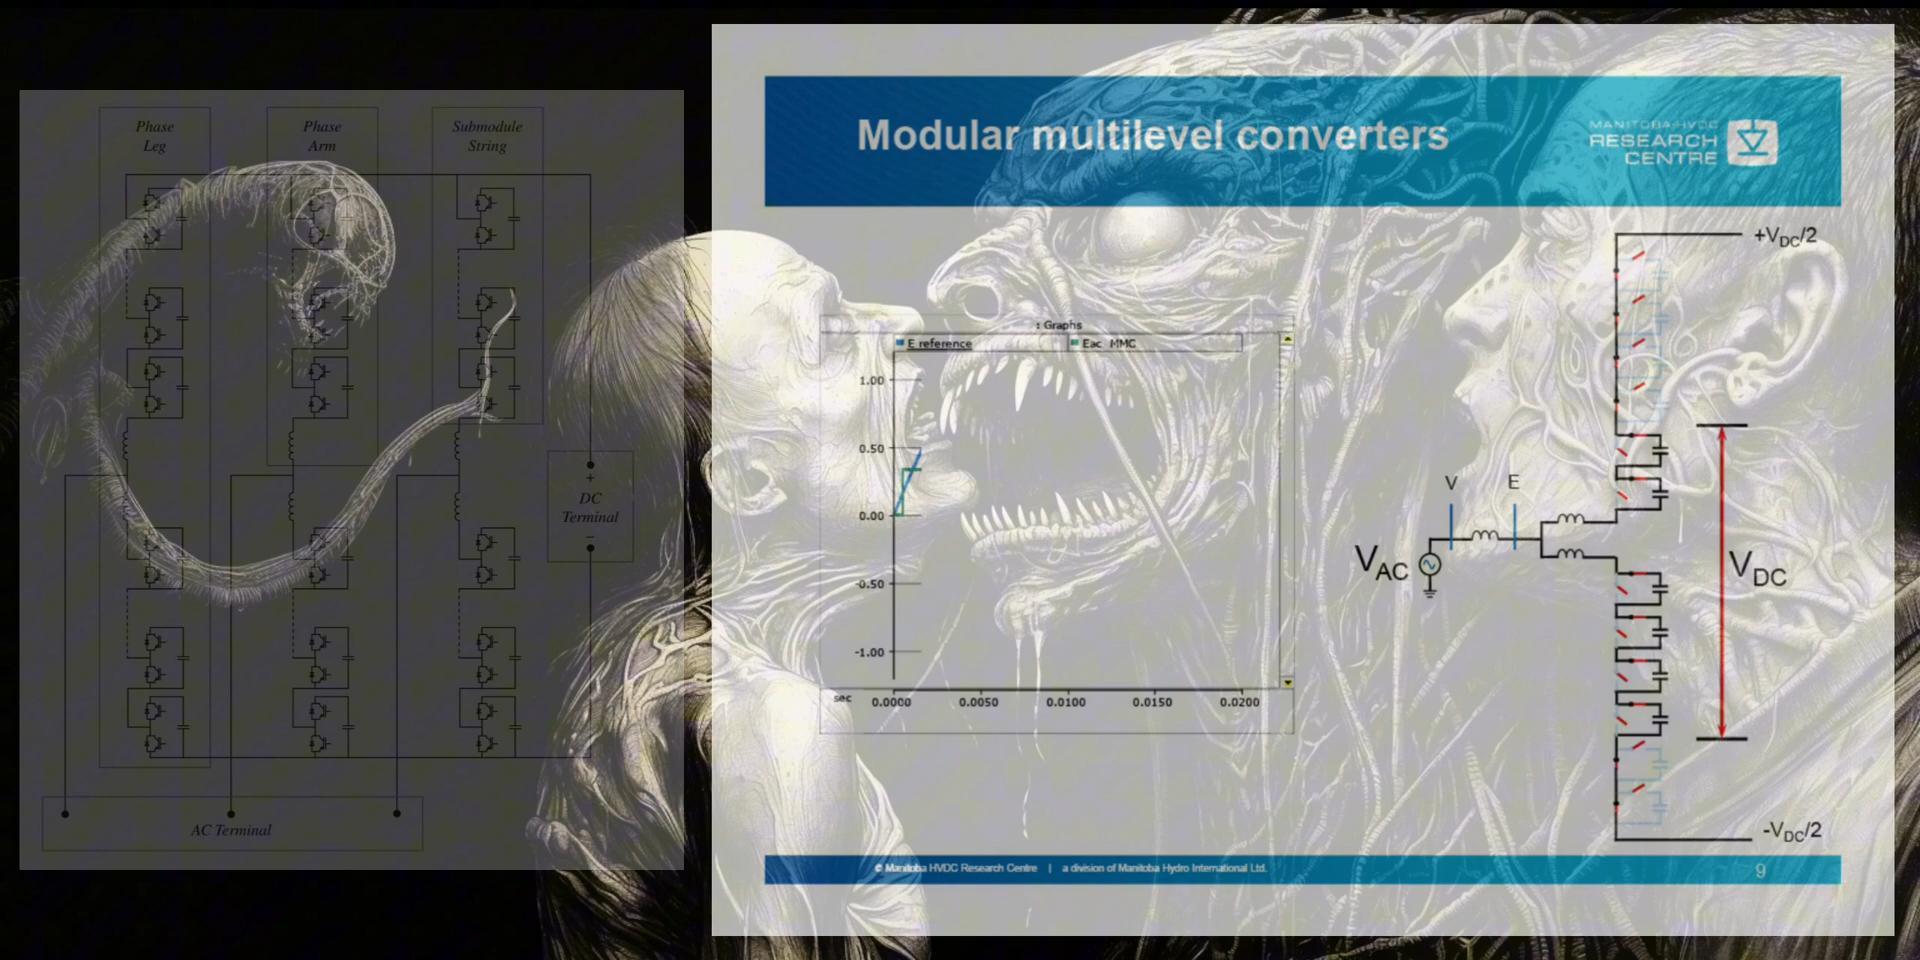 Phase
Leg
Phase
Arm
Submodule
String
+
DC
Terminal
−
AC Terminal
Modular multilevel converters
MANITOBA-HVDC
RESEARCH
CENTRE
: Graphs
E reference
Eac MMC
1.00
0.50
0.00
-0.50
-1.00
sec
0.0000 0.0050 0.0100 0.0150 0.0200
+VDC/2
V E
VAC
VDC
-VDC/2
© Manitoba HVDC Research Centre | a division of Manitoba Hydro International Ltd.
9